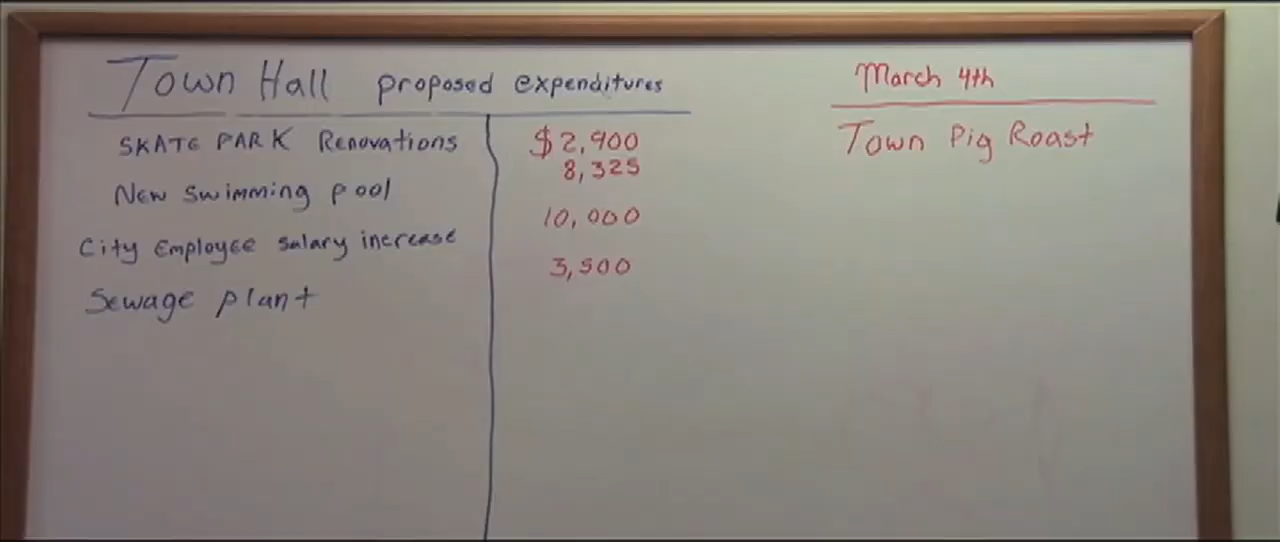 Town Hall proposed expenditures
SKATE PARK Renovations $2,900
8,325
New swimming pool
10,000
City Employee salary increase
3,500
Sewage plant
March 4th
Town Pig Roast